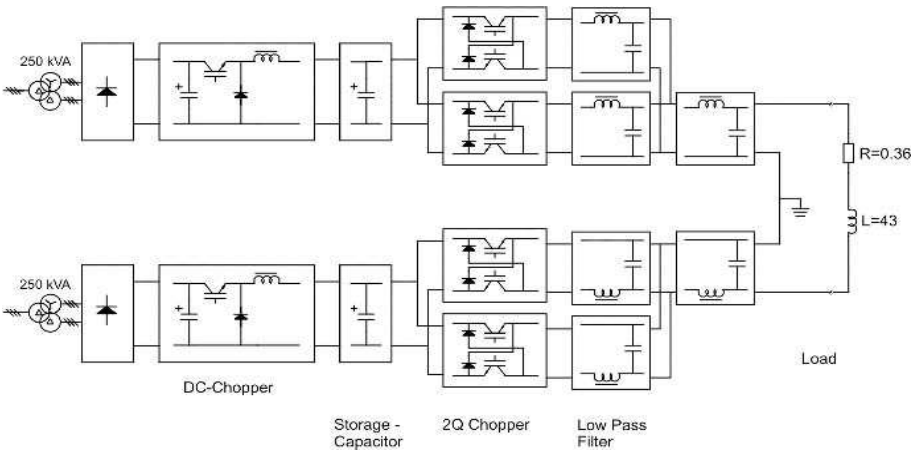 250 kVA
R=0.36
L=43
250 kVA
Load
DC-Chopper
Storage -
Capacitor
2Q Chopper
Low Pass
Filter